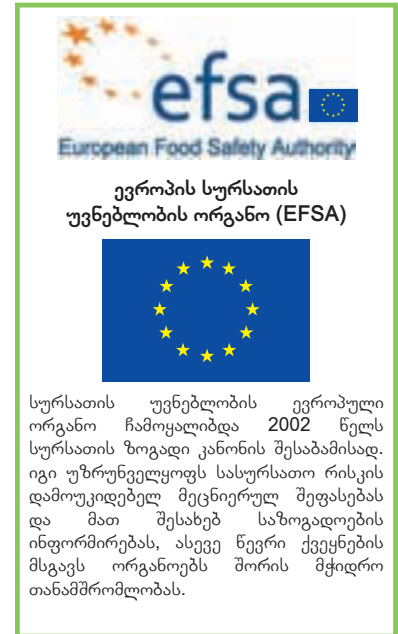 efsa
European Food Safety Authority
ევროპის სურსათის
უვნებლობის ორგანო (EFSA)
სურსათის უვნებლობის ევროპული
ორგანო ჩამოყალიბდა 2002 წელს
სურსათის ზოგადი კანონის შესაბამისად.
იგი უზრუნველყოფს სასურსათო რისკის
დამოუკიდებელ მეცნიერულ შეფასებას
და მათ შესახებ საზოგადოების
ინფორმირებას, ასევე წევრი ქვეყნების
მსგავს ორგანოებს შორის მჭიდრო
თანამშრომლობას.